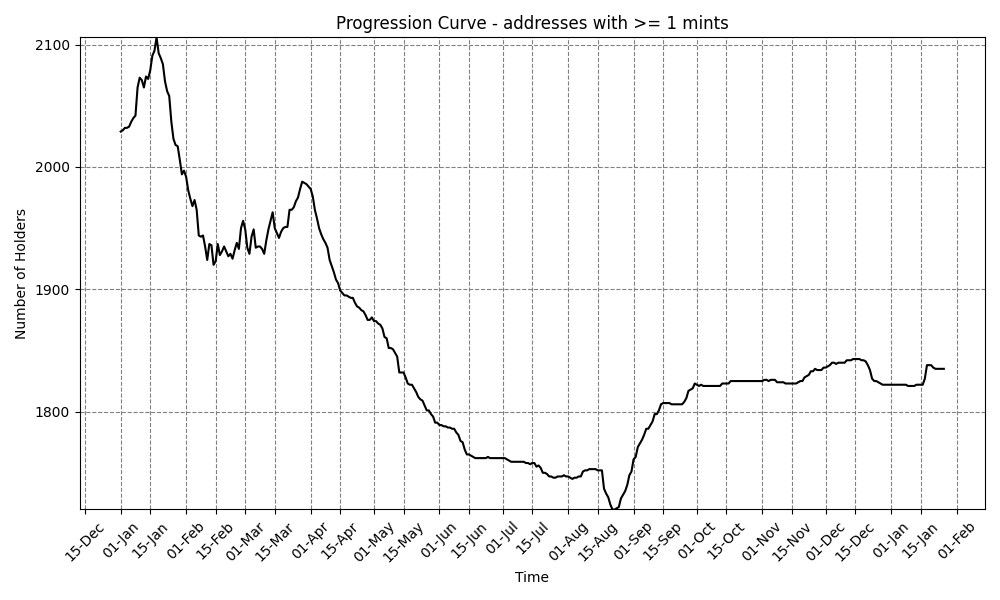 Progression Curve - addresses with >= 1 mints
Number of Holders
2100
2000
1900
1800
15-Dec
01-Jan
15-Jan
01-Feb
15-Feb
01-Mar
15-Mar
01-Apr
15-Apr
01-May
15-May
01-Jun
15-Jun
01-Jul
15-Jul
01-Aug
15-Aug
01-Sep
15-Sep
01-Oct
15-Oct
01-Nov
15-Nov
01-Dec
15-Dec
01-Jan
15-Jan
01-Feb
Time